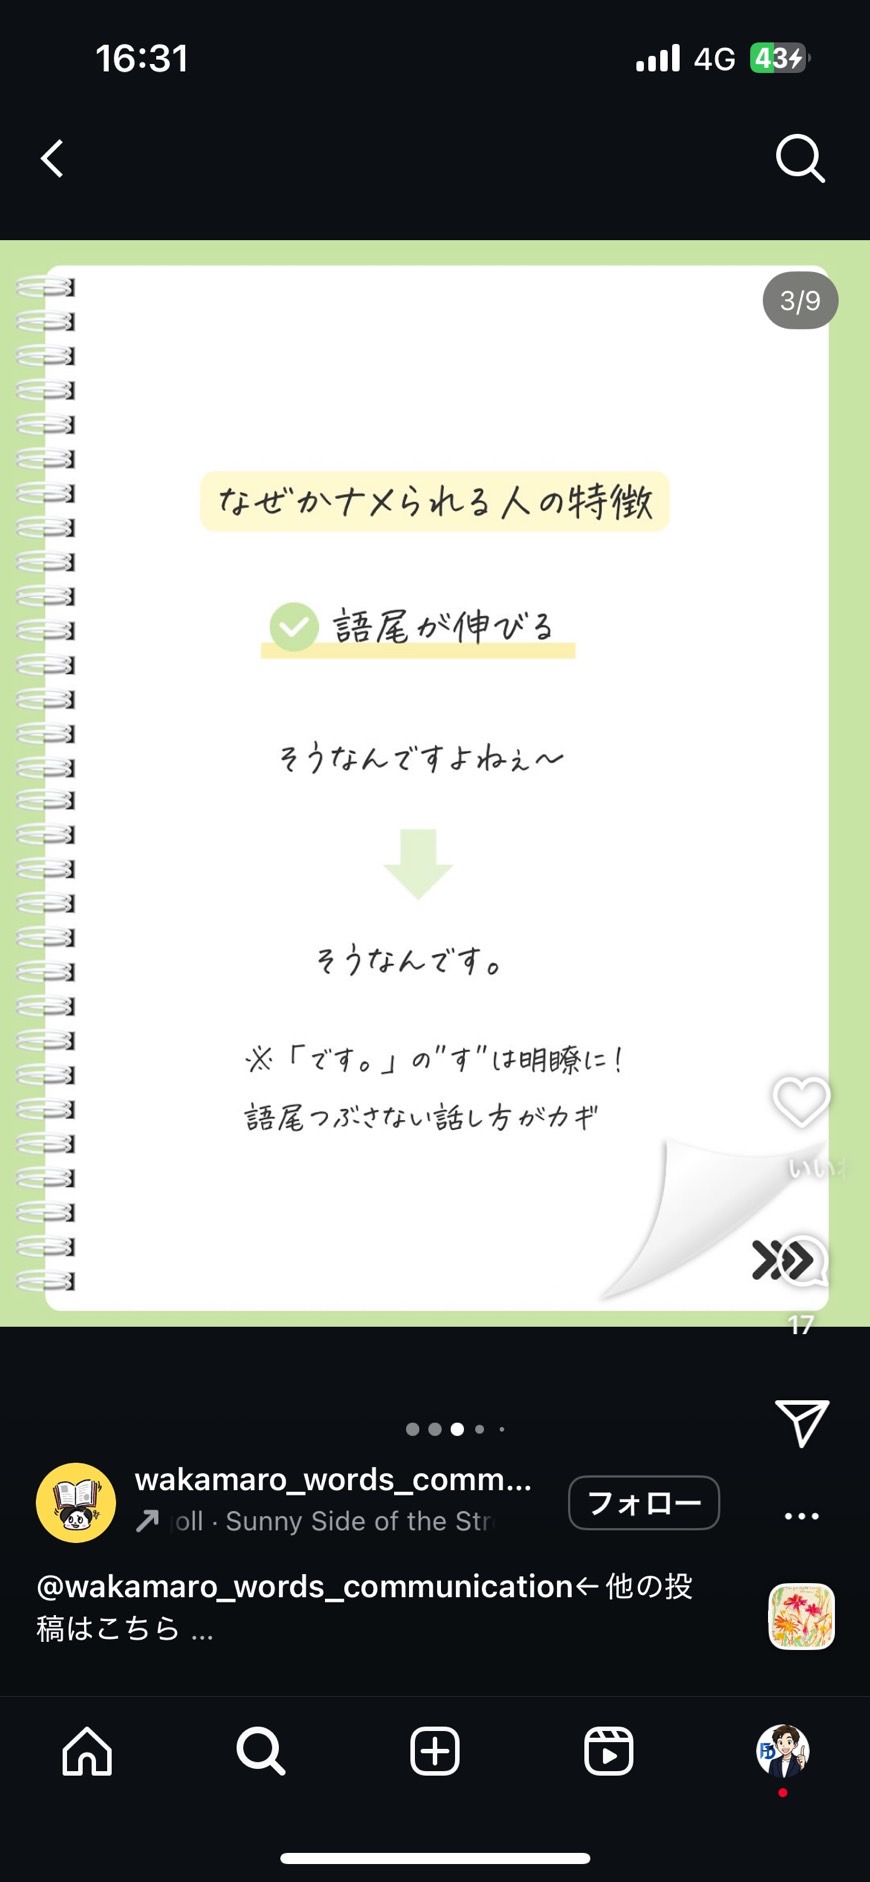 16:31
4G
43
3/9
なぜかナメられる人の特徴
語尾が伸びる
そうなんですよねぇ〜
そうなんです。
※「です。」の"す"は明瞭に!
語尾つぶさない話し方がカギ
いい
17
wakamaro_words_comm...
フォロー
oll · Sunny Side of the Str
@wakamaro_words_communication←他の投
稿はこちら ...